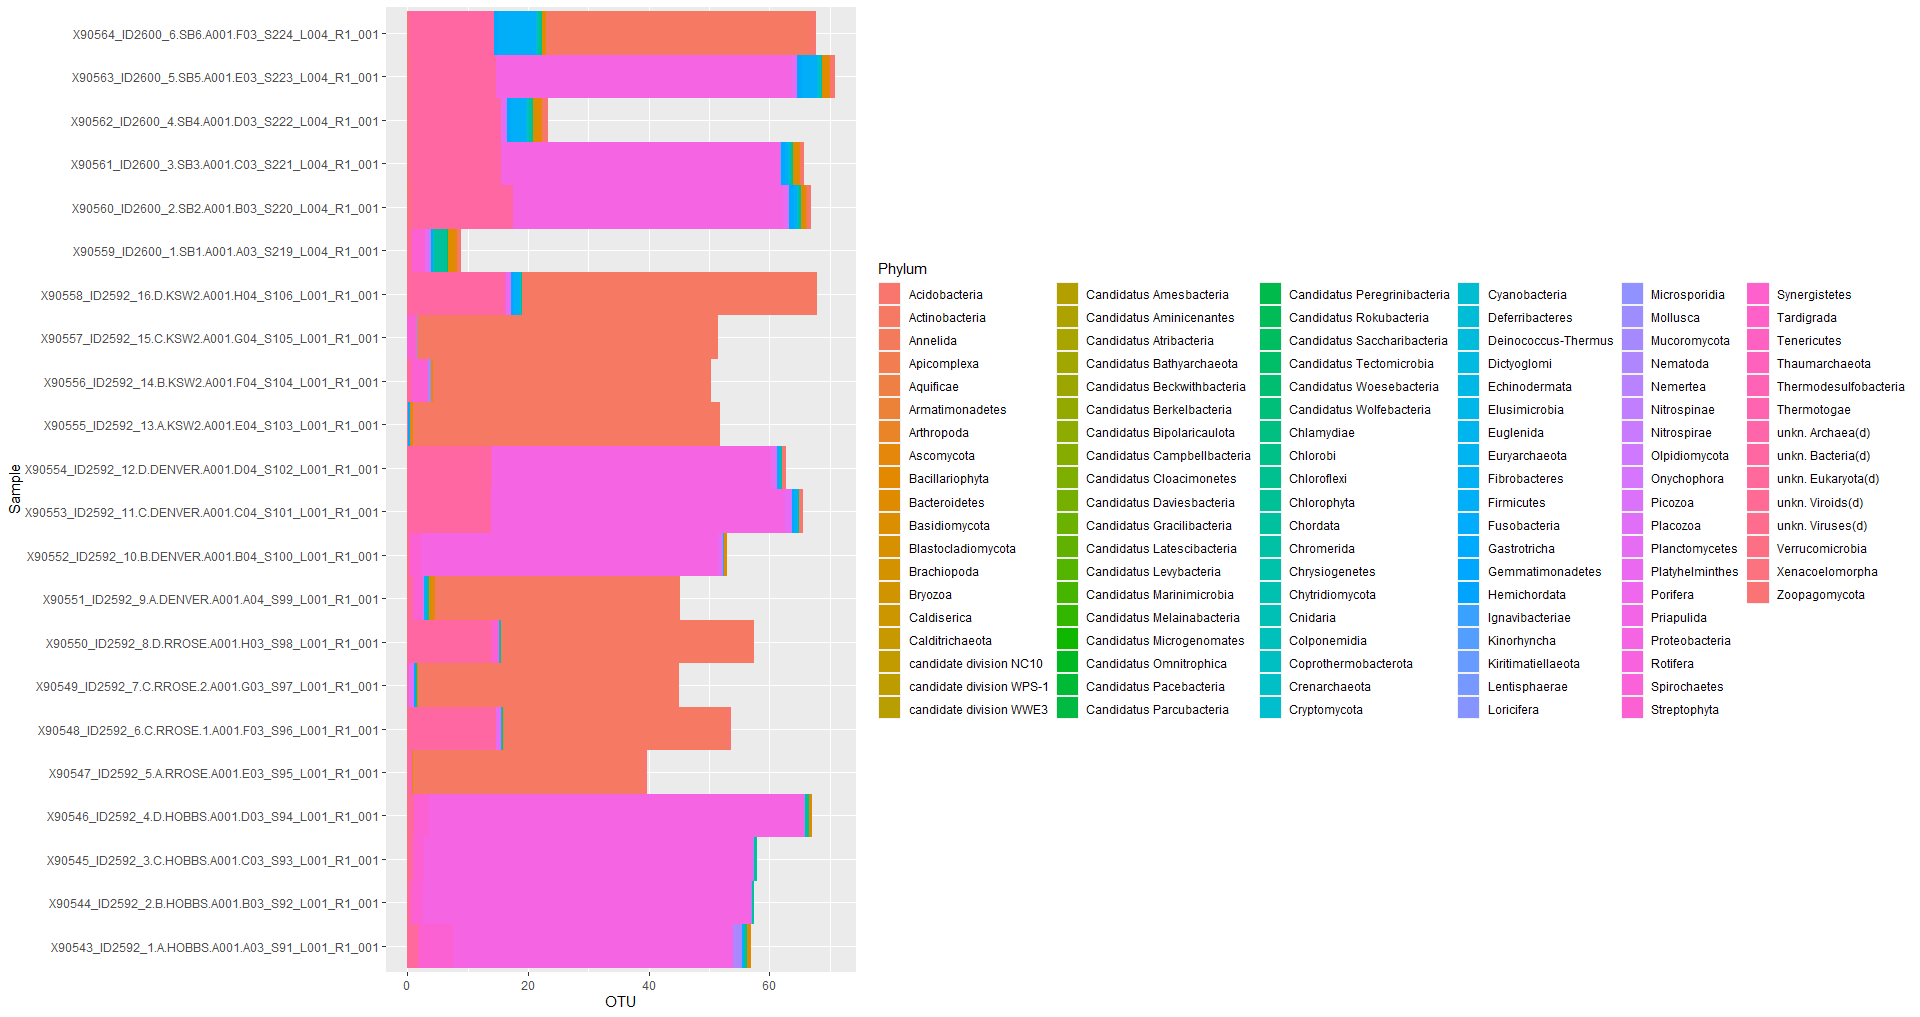 Sample
X90564_ID2600_6.SB6.A001.F03_S224_L004_R1_001
X90563_ID2600_5.SB5.A001.E03_S223_L004_R1_001
X90562_ID2600_4.SB4.A001.D03_S222_L004_R1_001
X90561_ID2600_3.SB3.A001.C03_S221_L004_R1_001
X90560_ID2600_2.SB2.A001.B03_S220_L004_R1_001
X90559_ID2600_1.SB1.A001.A03_S219_L004_R1_001
X90558_ID2592_16.D.KSW2.A001.H04_S106_L001_R1_001
X90557_ID2592_15.C.KSW2.A001.G04_S105_L001_R1_001
X90556_ID2592_14.B.KSW2.A001.F04_S104_L001_R1_001
X90555_ID2592_13.A.KSW2.A001.E04_S103_L001_R1_001
X90554_ID2592_12.D.DENVER.A001.D04_S102_L001_R1_001
X90553_ID2592_11.C.DENVER.A001.C04_S101_L001_R1_001
X90552_ID2592_10.B.DENVER.A001.B04_S100_L001_R1_001
X90551_ID2592_9.A.DENVER.A001.A04_S99_L001_R1_001
X90550_ID2592_8.D.RROSE.A001.H03_S98_L001_R1_001
X90549_ID2592_7.C.RROSE.2.A001.G03_S97_L001_R1_001
X90548_ID2592_6.C.RROSE.1.A001.F03_S96_L001_R1_001
X90547_ID2592_5.A.RROSE.A001.E03_S95_L001_R1_001
X90546_ID2592_4.D.HOBBS.A001.D03_S94_L001_R1_001
X90545_ID2592_3.C.HOBBS.A001.C03_S93_L001_R1_001
X90544_ID2592_2.B.HOBBS.A001.B03_S92_L001_R1_001
X90543_ID2592_1.A.HOBBS.A001.A03_S91_L001_R1_001
0 20 40 60
OTU
Phylum
Acidobacteria
Actinobacteria
Annelida
Apicomplexa
Aquificae
Armatimonadetes
Arthropoda
Ascomycota
Bacillariophyta
Bacteroidetes
Basidiomycota
Blastocladiomycota
Brachiopoda
Bryozoa
Caldiserica
Calditrichaeota
candidate division NC10
candidate division WPS-1
candidate division WWE3
Candidatus Amesbacteria
Candidatus Aminicenantes
Candidatus Atribacteria
Candidatus Bathyarchaeota
Candidatus Beckwithbacteria
Candidatus Berkelbacteria
Candidatus Bipolaricaulota
Candidatus Campbellbacteria
Candidatus Cloacimonetes
Candidatus Daviesbacteria
Candidatus Gracilibacteria
Candidatus Latescibacteria
Candidatus Levybacteria
Candidatus Marinimicrobia
Candidatus Melainabacteria
Candidatus Microgenomates
Candidatus Omnitrophica
Candidatus Pacebacteria
Candidatus Parcubacteria
Candidatus Peregrinibacteria
Candidatus Rokubacteria
Candidatus Saccharibacteria
Candidatus Tectomicrobia
Candidatus Woesebacteria
Candidatus Wolfebacteria
Chlamydiae
Chlorobi
Chloroflexi
Chlorophyta
Chordata
Chromerida
Chrysiogenetes
Chytridiomycota
Cnidaria
Colponemidia
Coprothermobacterota
Crenarchaeota
Cryptomycota
Cyanobacteria
Deferribacteres
Deinococcus-Thermus
Dictyoglomi
Echinodermata
Elusimicrobia
Euglenida
Euryarchaeota
Fibrobacteres
Firmicutes
Fusobacteria
Gastrotricha
Gemmatimonadetes
Hemichordata
Ignavibacteriae
Kinorhyncha
Kiritimatiellaeota
Lentisphaerae
Loricifera
Microsporidia
Mollusca
Mucoromycota
Nematoda
Nemertea
Nitrospinae
Nitrospirae
Olpidiomycota
Onychophora
Picozoa
Placozoa
Planctomycetes
Platyhelminthes
Porifera
Priapulida
Proteobacteria
Rotifera
Spirochaetes
Streptophyta
Synergistetes
Tardigrada
Tenericutes
Thaumarchaeota
Thermodesulfobacteria
Thermotogae
unkn. Archaea(d)
unkn. Bacteria(d)
unkn. Eukaryota(d)
unkn. Viroids(d)
unkn. Viruses(d)
Verrucomicrobia
Xenacoelomorpha
Zoopagomycota